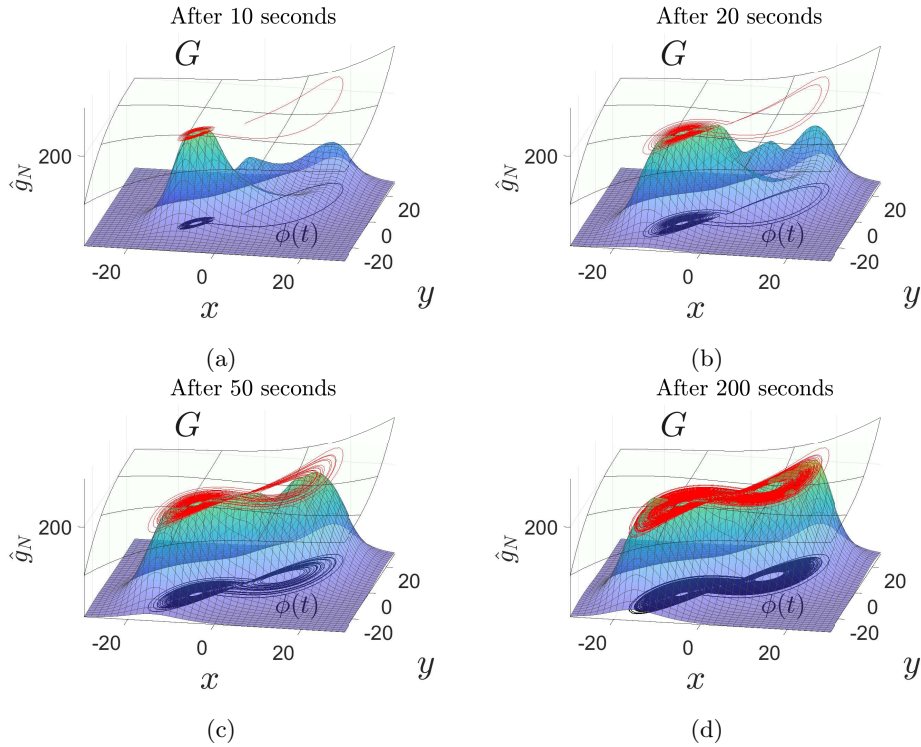 After 10 seconds
G
ĝ_N
200
ϕ(t)
-20
0
20
x
20
0
-20
y
(a)
After 20 seconds
G
ĝ_N
200
ϕ(t)
-20
0
20
x
20
0
-20
y
(b)
After 50 seconds
G
ĝ_N
200
ϕ(t)
-20
0
20
x
20
0
-20
y
(c)
After 200 seconds
G
ĝ_N
200
ϕ(t)
-20
0
20
x
20
0
-20
y
(d)